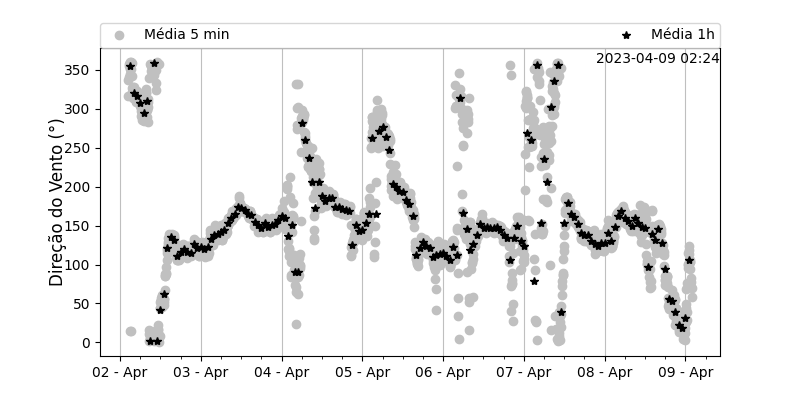 Média 5 min
Média 1h
2023-04-09 02:24
Direção do Vento (°)
350
300
250
200
150
100
50
0
02 - Apr
03 - Apr
04 - Apr
05 - Apr
06 - Apr
07 - Apr
08 - Apr
09 - Apr